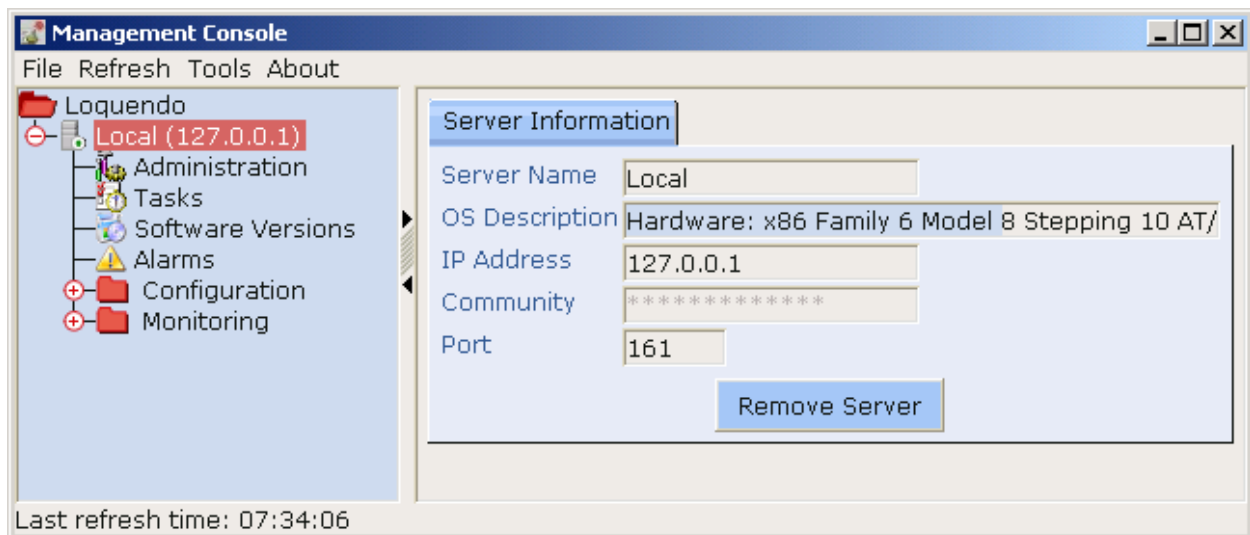 Management Console
File Refresh Tools About
Loquendo
Local (127.0.0.1)
Administration
Tasks
Software Versions
Alarms
Configuration
Monitoring
Server Information
Server Name Local
OS Description Hardware: x86 Family 6 Model 8 Stepping 10 AT/
IP Address 127.0.0.1
Community *************
Port 161
Remove Server
Last refresh time: 07:34:06